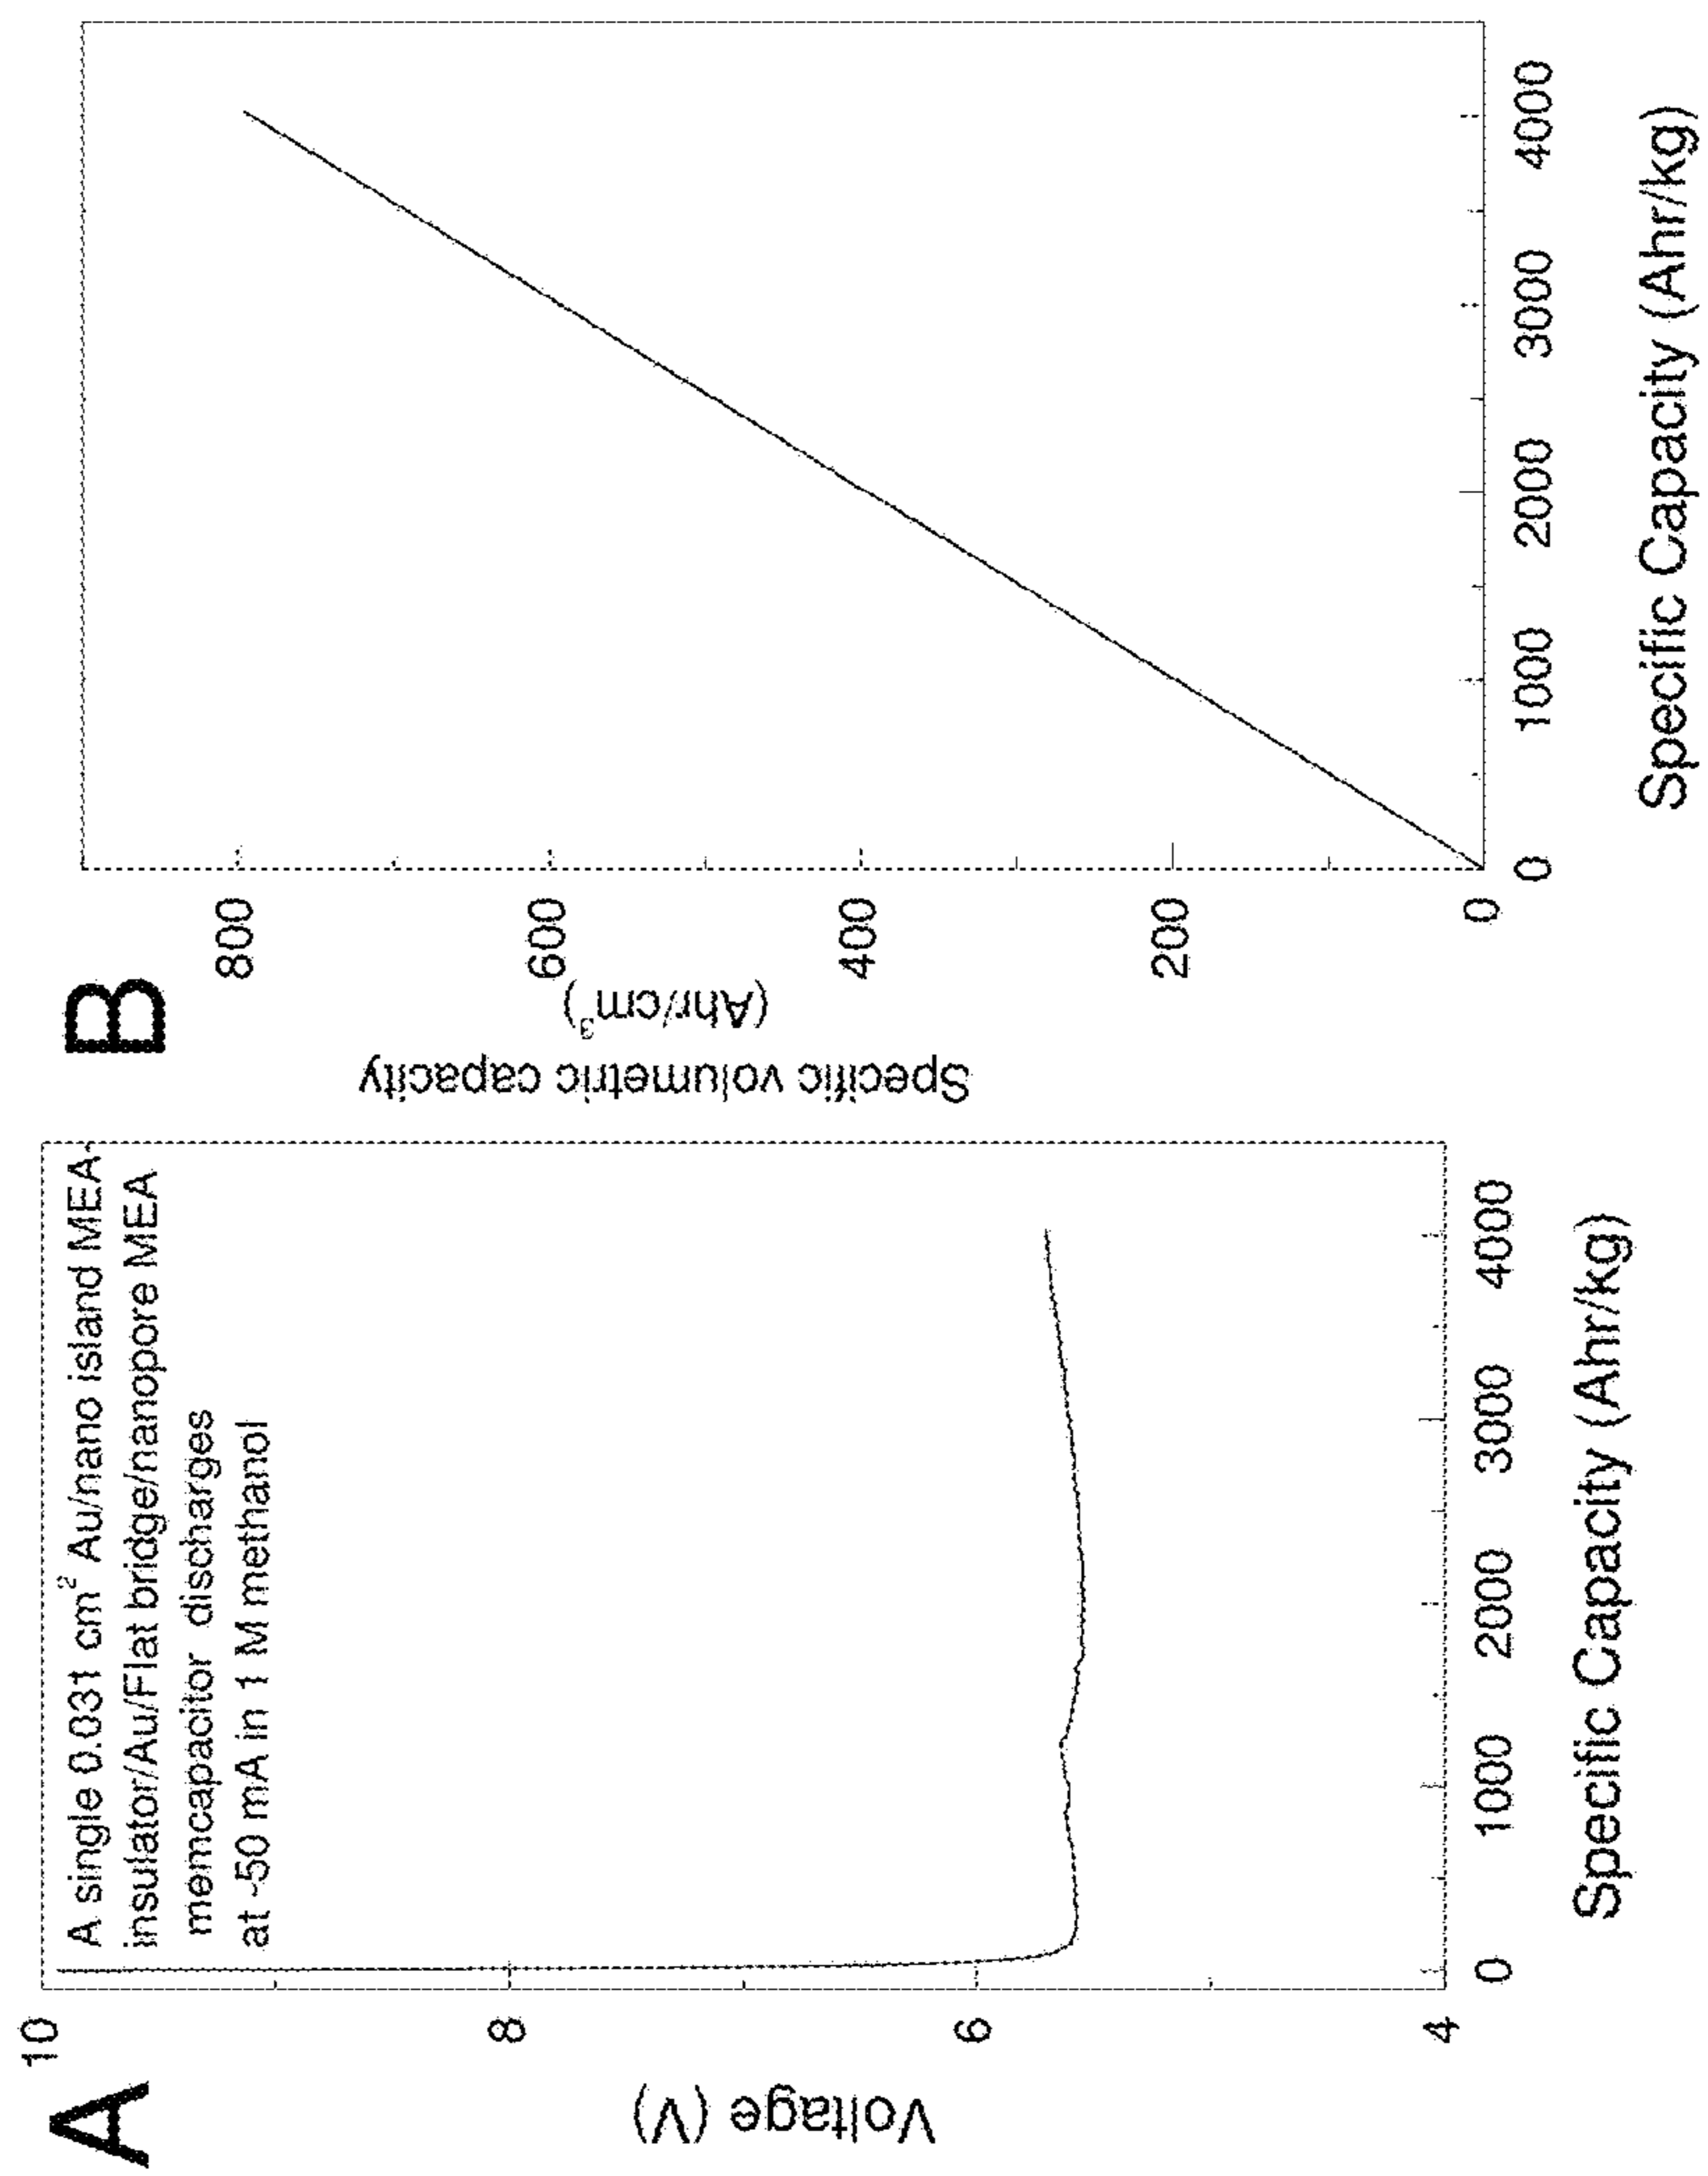 A
A single 0.031 cm² Au/nano island MEA-
insulator/Au/Flat bridge/nanopore MEA
memcapacitor discharges
at -50 mA in 1 M methanol
Voltage (V)
10
8
6
4
0 1000 2000 3000 4000
Specific Capacity (Ahr/kg)
B
Specific volumetric capacity
(Ahr/cm³)
800
600
400
200
0
0 1000 2000 3000 4000
Specific Capacity (Ahr/kg)